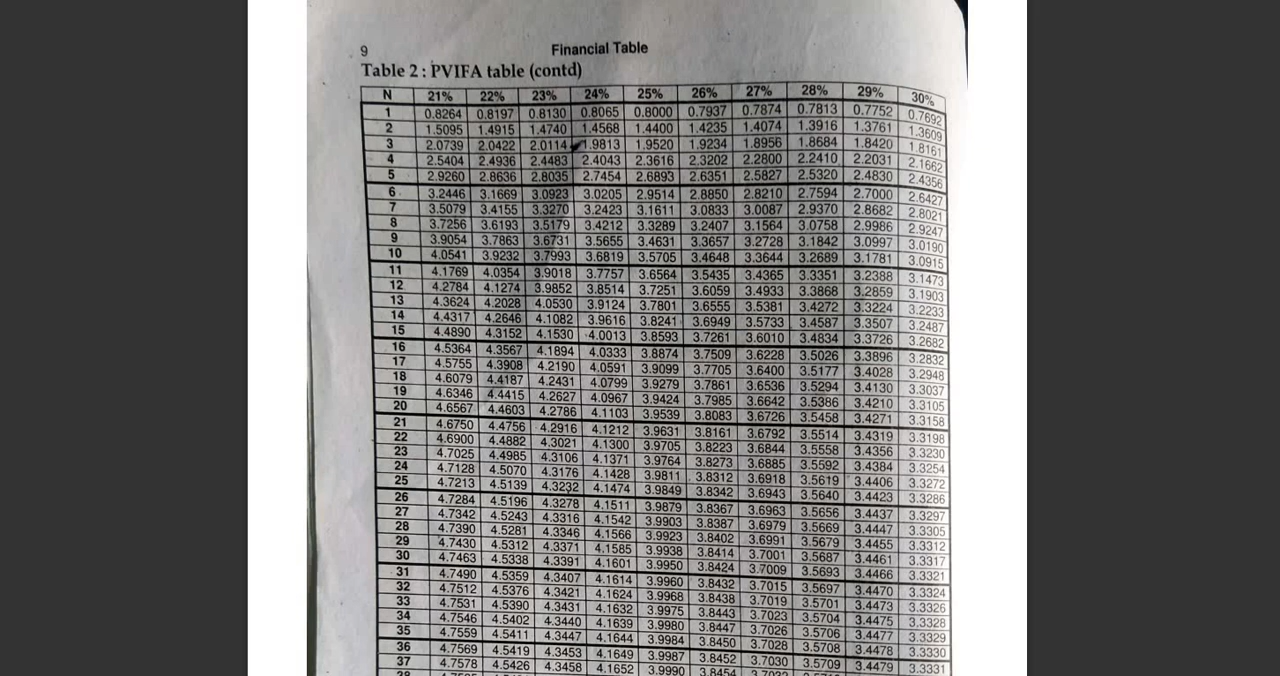 9 Financial Table
Table 2 : PVIFA table (contd)
N 21% 22% 23% 24% 25% 26% 27% 28% 29% 30%
1 0.8264 0.8197 0.8130 0.8065 0.8000 0.7937 0.7874 0.7813 0.7752 0.7692
2 1.5095 1.4915 1.4740 1.4568 1.4400 1.4235 1.4074 1.3916 1.3761 1.3609
3 2.0739 2.0422 2.0114 1.9813 1.9520 1.9234 1.8956 1.8684 1.8420 1.8161
4 2.5404 2.4936 2.4483 2.4043 2.3616 2.3202 2.2800 2.2410 2.2031 2.1662
5 2.9260 2.8636 2.8035 2.7454 2.6893 2.6351 2.5827 2.5320 2.4830 2.4356
6 3.2446 3.1669 3.0923 3.0205 2.9514 2.8850 2.8210 2.7594 2.7000 2.6427
7 3.5079 3.4155 3.3270 3.2423 3.1611 3.0833 3.0087 2.9370 2.8682 2.8021
8 3.7256 3.6193 3.5179 3.4212 3.3289 3.2407 3.1564 3.0758 2.9986 2.9247
9 3.9054 3.7863 3.6731 3.5655 3.4631 3.3657 3.2728 3.1842 3.0997 3.0190
10 4.0541 3.9232 3.7993 3.6819 3.5705 3.4648 3.3644 3.2689 3.1781 3.0915
11 4.1769 4.0354 3.9018 3.7757 3.6564 3.5435 3.4365 3.3351 3.2388 3.1473
12 4.2784 4.1274 3.9852 3.8514 3.7251 3.6059 3.4933 3.3868 3.2859 3.1903
13 4.3624 4.2028 4.0530 3.9124 3.7801 3.6555 3.5381 3.4272 3.3224 3.2233
14 4.4317 4.2646 4.1082 3.9616 3.8241 3.6949 3.5733 3.4587 3.3507 3.2487
15 4.4890 4.3152 4.1530 4.0013 3.8593 3.7261 3.6010 3.4834 3.3726 3.2682
16 4.5364 4.3567 4.1894 4.0333 3.8874 3.7509 3.6228 3.5026 3.3896 3.2832
17 4.5755 4.3908 4.2190 4.0591 3.9099 3.7705 3.6400 3.5177 3.4028 3.2948
18 4.6079 4.4187 4.2431 4.0799 3.9279 3.7861 3.6536 3.5294 3.4130 3.3037
19 4.6346 4.4415 4.2627 4.0967 3.9424 3.7985 3.6642 3.5386 3.4210 3.3105
20 4.6567 4.4603 4.2786 4.1103 3.9539 3.8083 3.6726 3.5458 3.4271 3.3158
21 4.6750 4.4756 4.2916 4.1212 3.9631 3.8161 3.6792 3.5514 3.4319 3.3198
22 4.6900 4.4882 4.3021 4.1300 3.9705 3.8223 3.6844 3.5558 3.4356 3.3230
23 4.7025 4.4985 4.3106 4.1371 3.9764 3.8273 3.6885 3.5592 3.4384 3.3254
24 4.7128 4.5070 4.3176 4.1428 3.9811 3.8312 3.6918 3.5619 3.4406 3.3272
25 4.7213 4.5139 4.3232 4.1474 3.9849 3.8342 3.6943 3.5640 3.4423 3.3286
26 4.7284 4.5196 4.3278 4.1511 3.9879 3.8367 3.6963 3.5656 3.4437 3.3297
27 4.7342 4.5243 4.3316 4.1542 3.9903 3.8387 3.6979 3.5669 3.4447 3.3305
28 4.7390 4.5281 4.3346 4.1566 3.9923 3.8402 3.6991 3.5679 3.4455 3.3312
29 4.7430 4.5312 4.3371 4.1585 3.9938 3.8414 3.7001 3.5687 3.4461 3.3317
30 4.7463 4.5338 4.3391 4.1601 3.9950 3.8424 3.7009 3.5693 3.4466 3.3321
31 4.7490 4.5359 4.3407 4.1614 3.9960 3.8432 3.7015 3.5697 3.4470 3.3324
32 4.7512 4.5376 4.3421 4.1624 3.9968 3.8438 3.7019 3.5701 3.4473 3.3326
33 4.7531 4.5390 4.3431 4.1632 3.9975 3.8443 3.7023 3.5704 3.4475 3.3328
34 4.7546 4.5402 4.3440 4.1639 3.9980 3.8447 3.7026 3.5706 3.4477 3.3329
35 4.7559 4.5411 4.3447 4.1644 3.9984 3.8450 3.7028 3.5708 3.4478 3.3330
36 4.7569 4.5419 4.3453 4.1649 3.9987 3.8452 3.7030 3.5709 3.4479 3.3331
37 4.7578 4.5426 4.3458 4.1652 3.9990 3.8454